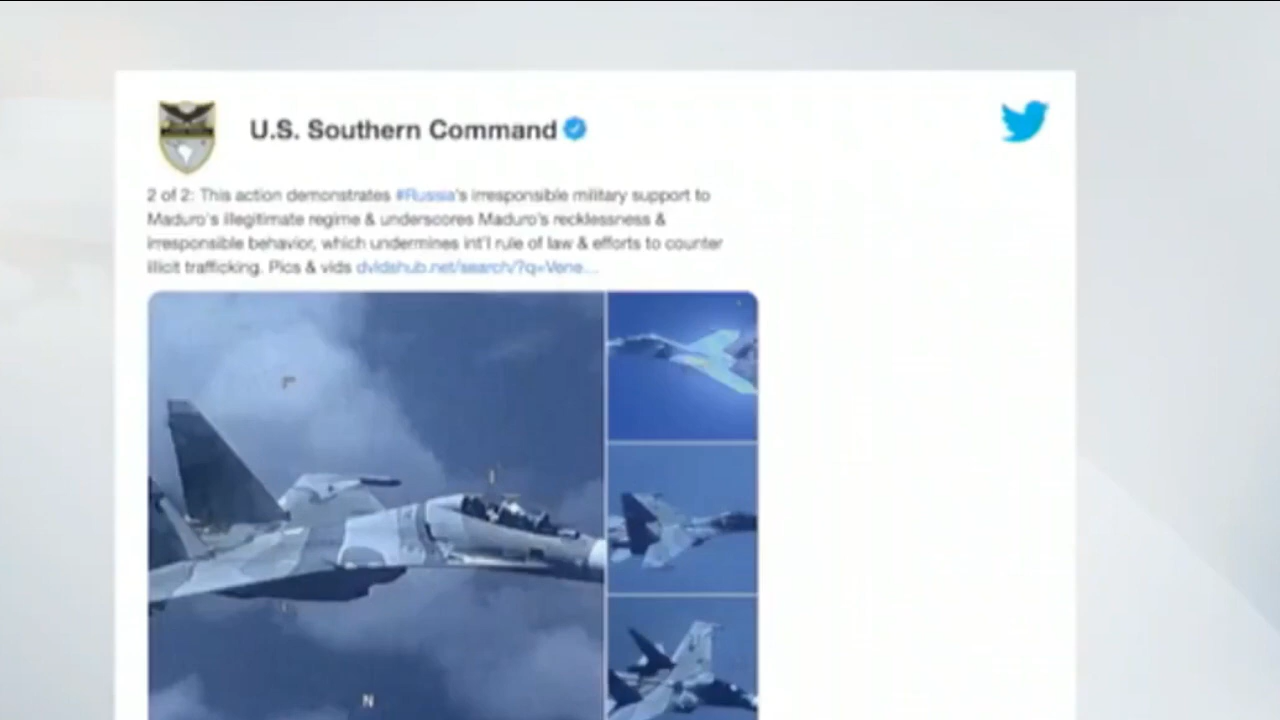 U.S. Southern Command
2 of 2: This action demonstrates #Russia's irresponsible military support to
Maduro's illegitimate regime & underscores Maduro's recklessness &
irresponsible behavior, which undermines int'l rule of law & efforts to counter
illicit trafficking. Pics & vids dvidshub.net/search/?q=Vene...
N